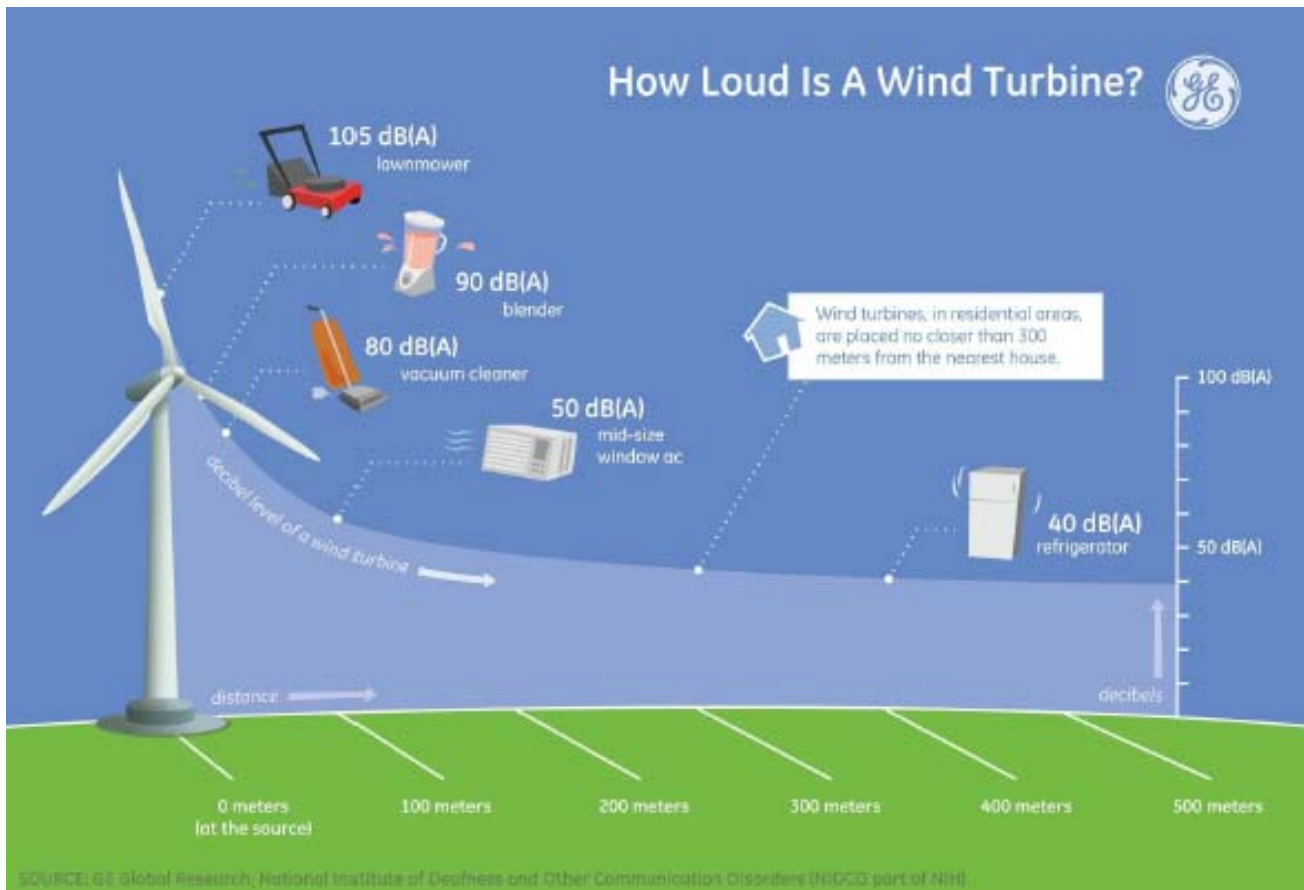 How Loud Is A Wind Turbine?
GE
105 dB(A)
lawnmower
90 dB(A)
blender
80 dB(A)
vacuum cleaner
50 dB(A)
mid-size
window ac
Wind turbines, in residential areas,
are placed no closer than 300
meters from the nearest house.
100 dB(A)
40 dB(A)
refrigerator
50 dB(A)
decibel level of a wind turbine
distance
decibels
0 meters
(at the source)
100 meters
200 meters
300 meters
400 meters
500 meters
SOURCE: GE Global Research, National Institute of Deafness and Other Communication Disorders (NIDCD part of NIH)